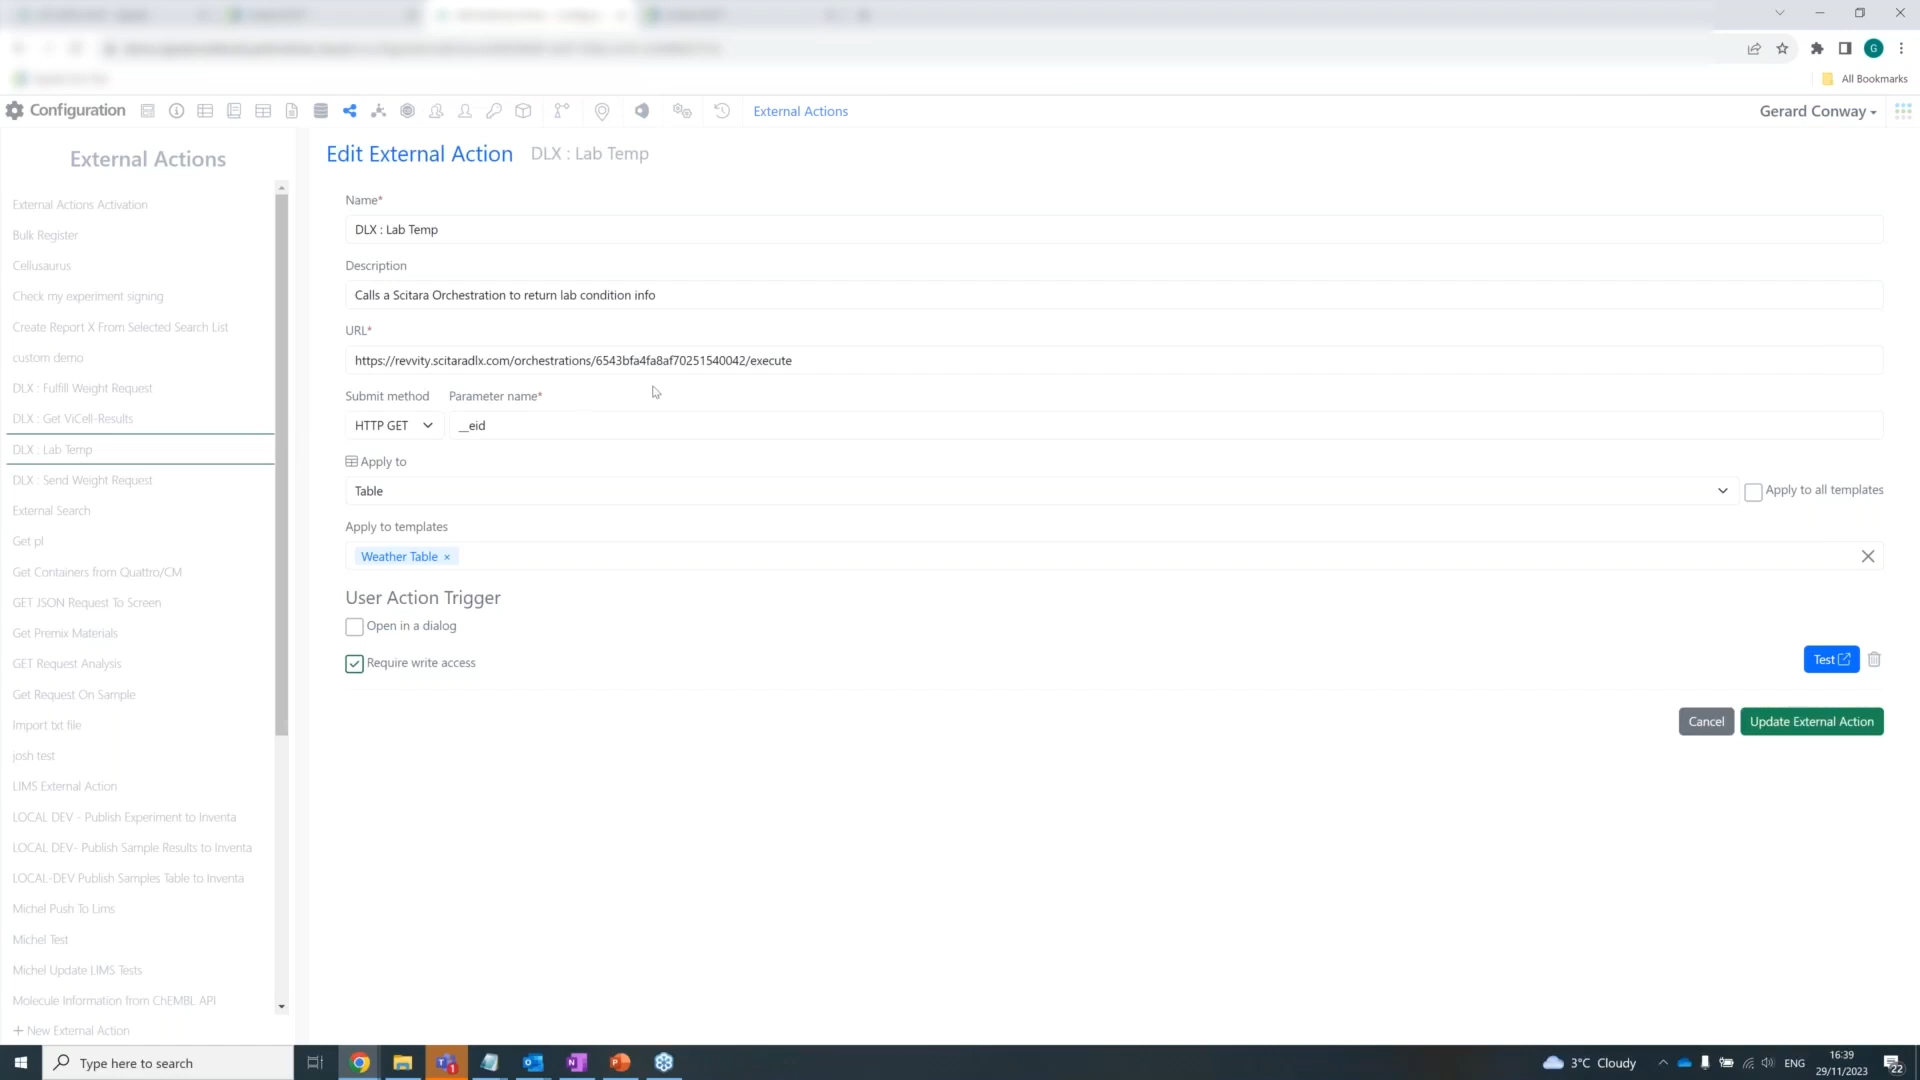 All Bookmarks
Configuration
External Actions
Gerard Conway
External Actions
Edit External Action DLX : Lab Temp
External Actions Activation
Bulk Register
Cellusaurus
Check my experiment signing
Create Report X From Selected Search List
custom demo
DLX : Fulfill Weight Request
DLX : Get ViCell-Results
DLX : Lab Temp
DLX : Send Weight Request
External Search
Get pl
Get Containers from Quattro/CM
GET JSON Request To Screen
Get Premix Materials
GET Request Analysis
Get Request On Sample
Import txt file
josh test
LIMS External Action
LOCAL DEV - Publish Experiment to Inventa
LOCAL DEV- Publish Sample Results to Inventa
LOCAL-DEV Publish Samples Table to Inventa
Michel Push To Lims
Michel Test
Michel Update LIMS Tests
Molecule Information from ChEMBL API
+ New External Action
Name*
DLX : Lab Temp
Description
Calls a Scitara Orchestration to return lab condition info
URL*
https://revvity.scitaradlx.com/orchestrations/6543bfa4fa8af70251540042/execute
Submit method Parameter name*
HTTP GET __eid
Apply to
Table
Apply to all templates
Apply to templates
Weather Table ×
User Action Trigger
Open in a dialog
Require write access
Test
Cancel Update External Action
Type here to search
3°C Cloudy
ENG
16:39
29/11/2023
22